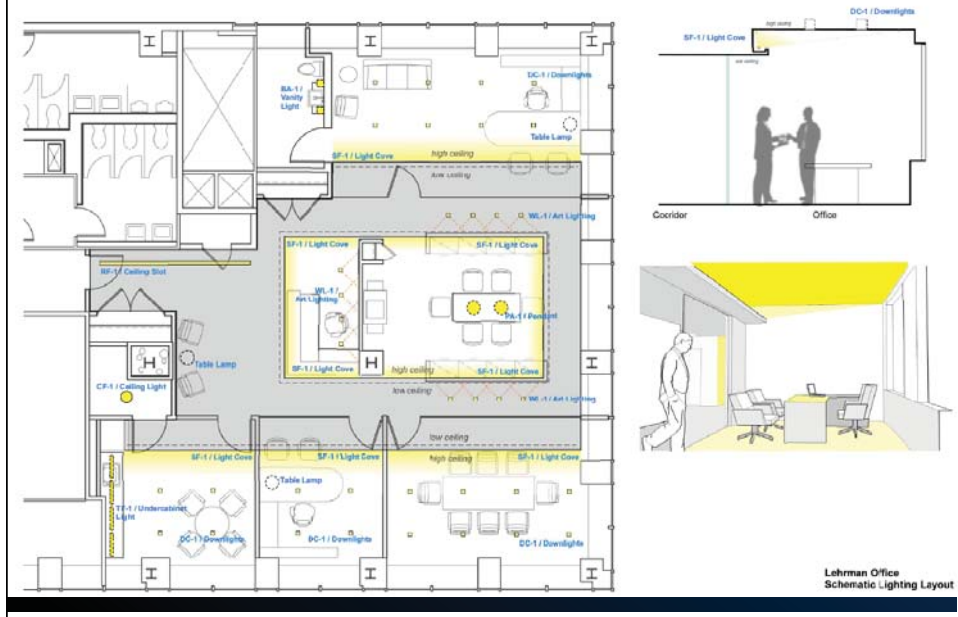 high ceiling
DC-1 / Downlights
SF-1 / Light Cove
low ceiling
Corridor
Office
BA-1 /
Vanity
Light
DC-1 / Downlights
Table Lamp
SF-1 / Light Cove
high ceiling
low ceiling
WL-1 / Art Lighting
SF-1 / Light Cove
SF-1 / Light Cove
RF-1 / Ceiling Slot
WL-1 /
Art Lighting
PA-1 / Pendant
H
Table Lamp
SF-1 / Light Cove
high ceiling
SF-1 / Light Cove
CF-1 / Ceiling Light
low ceiling
WL-1 / Art Lighting
low ceiling
SF-1 / Light Cove
SF-1 / Light Cove
high ceiling
SF-1 / Light Cove
Table Lamp
TF-1 / Undercabinet
Light
DC-1 / Downlights
DC-1 / Downlights
DC-1 / Downlights
Lehrman Office
Schematic Lighting Layout